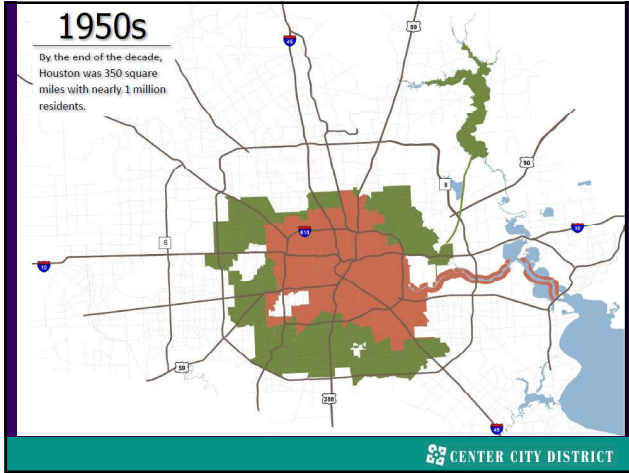 1950s
By the end of the decade,
Houston was 350 square
miles with nearly 1 million
residents.
45
59
90
8
610
10
6
10
59
288
45
CENTER CITY DISTRICT